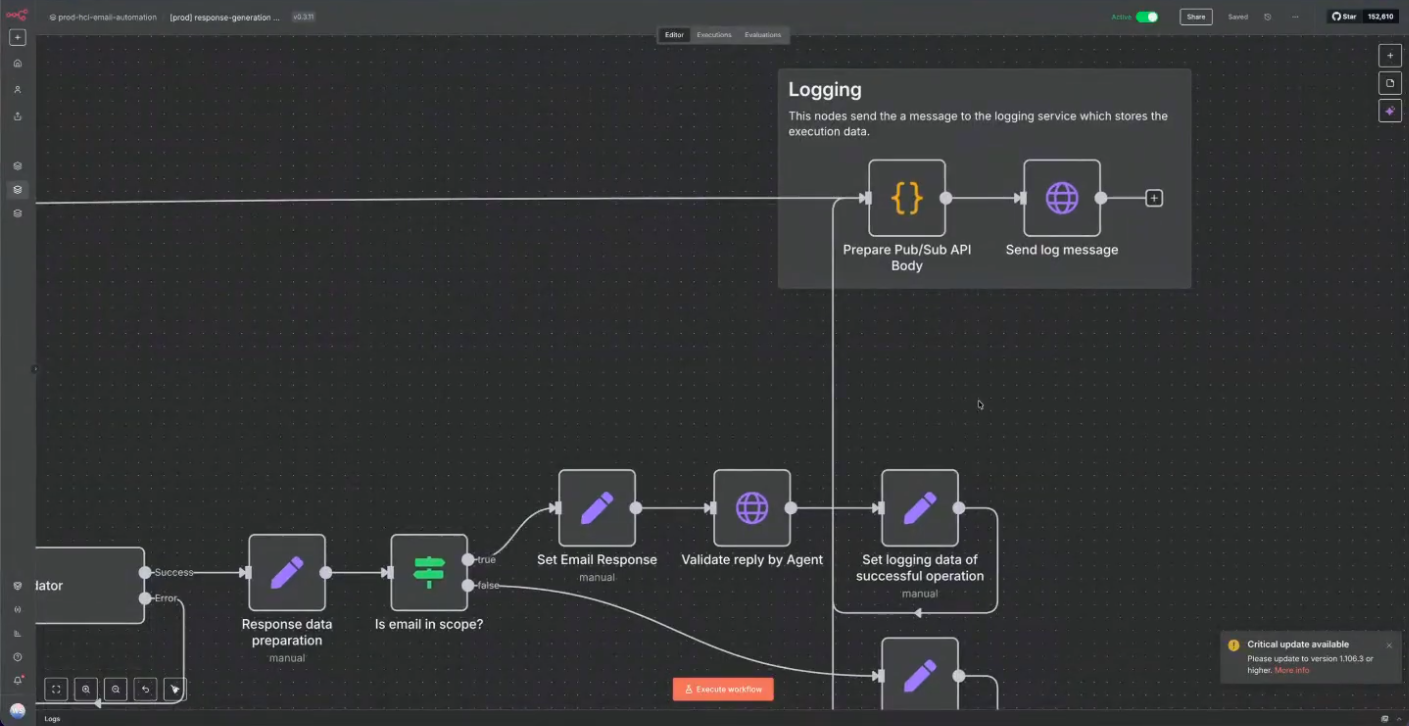 prod-hci-email-automation
[prod] response-generation ...
v0.3.11
Active
Share
Saved
...
Star
152,610
Editor
Executions
Evaluations
Logging
This nodes send the a message to the logging service which stores the
execution data.
Prepare Pub/Sub API
Body
Send log message
dator
Success
Error
Response data
preparation
manual
Is email in scope?
true
false
Set Email Response
manual
Validate reply by Agent
Set logging data of
successful operation
manual
Execute workflow
Critical update available
Please update to version 1.106.3 or
higher. More info
Logs